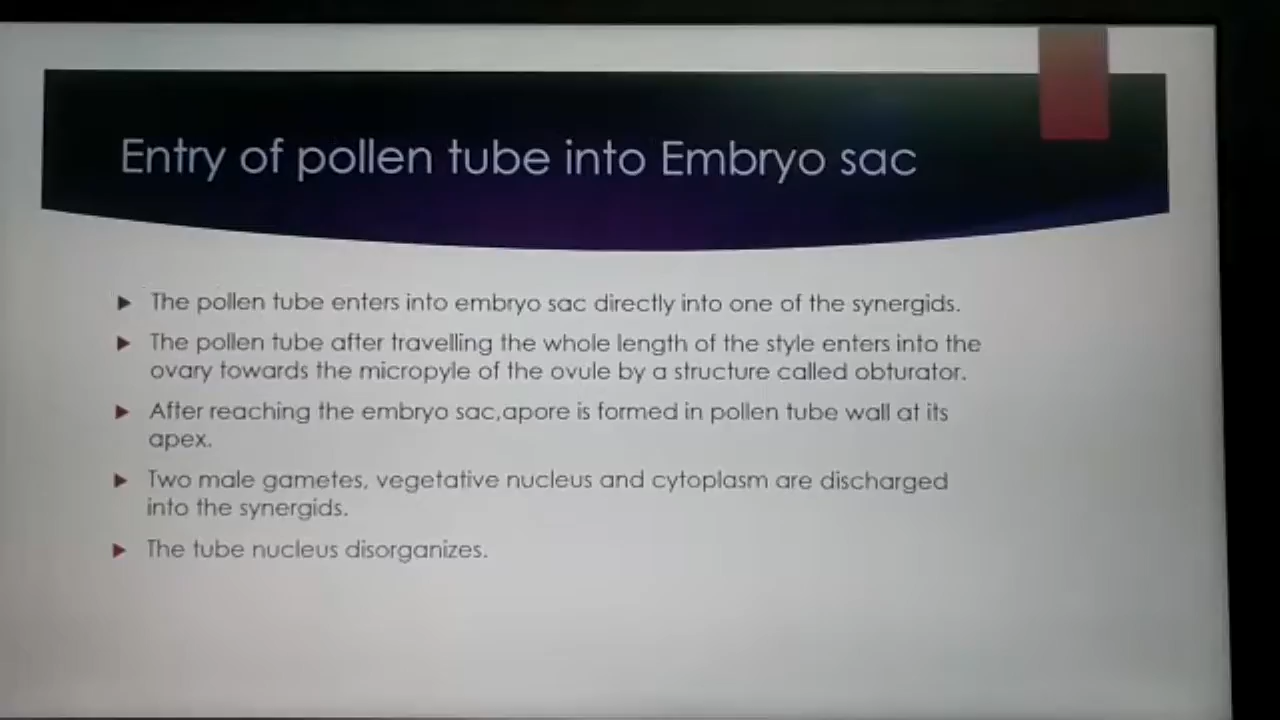 Entry of pollen tube into Embryo sac
The pollen tube enters into embryo sac directly into one of the synergids.
The pollen tube after travelling the whole length of the style enters into the
ovary towards the micropyle of the ovule by a structure called obturator.
After reaching the embryo sac,apore is formed in pollen tube wall at its
apex.
Two male gametes, vegetative nucleus and cytoplasm are discharged
into the synergids.
The tube nucleus disorganizes.